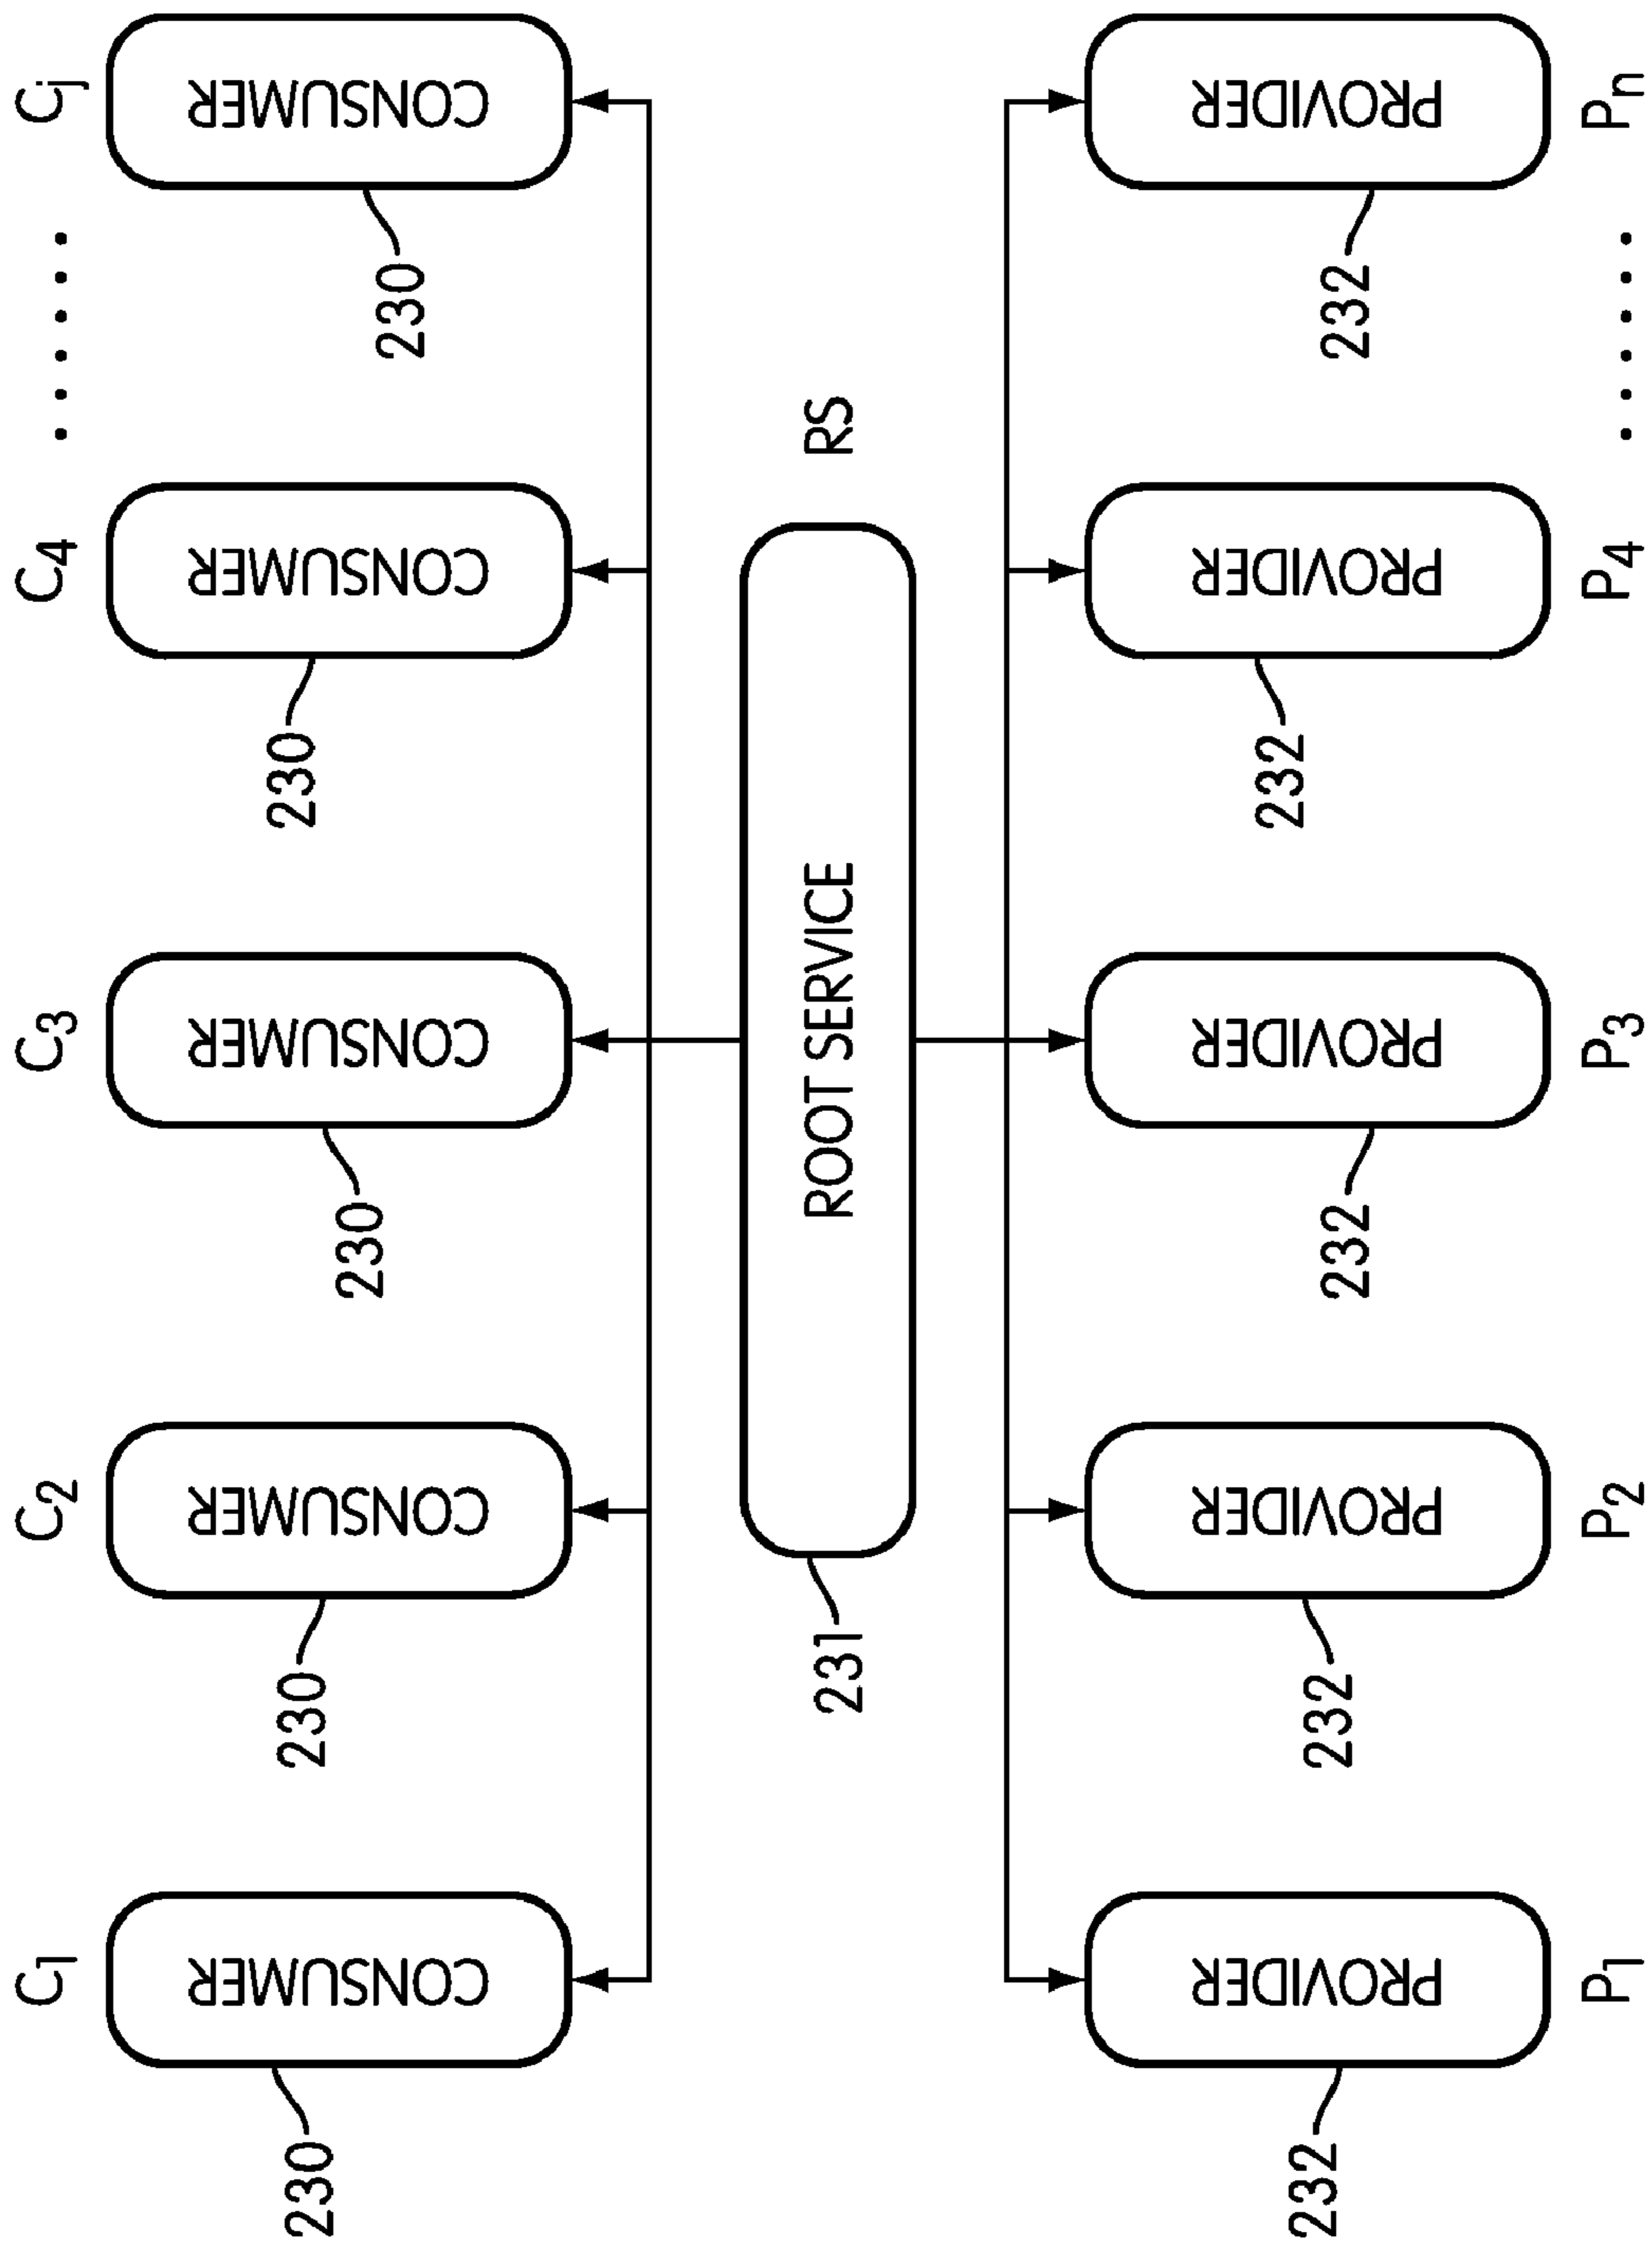 C1
C2
C3
C4
......
Cj
CONSUMER
CONSUMER
CONSUMER
CONSUMER
CONSUMER
230
230
230
230
230
231
ROOT SERVICE
RS
PROVIDER
PROVIDER
PROVIDER
PROVIDER
PROVIDER
232
232
232
232
232
P1
P2
P3
P4
......
Pn